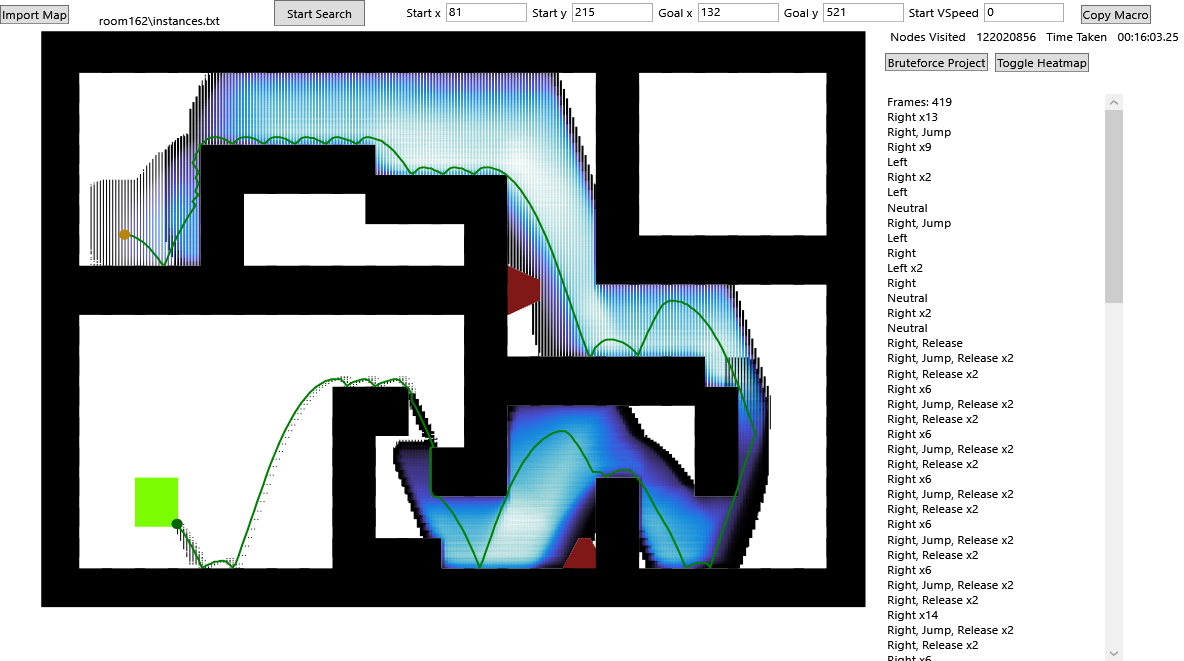 Import Map
room162\instances.txt
Start Search
Start x 81 Start y 215 Goal x 132 Goal y 521 Start VSpeed 0
Copy Macro
Nodes Visited 122020856 Time Taken 00:16:03.25
Bruteforce Project Toggle Heatmap
Frames: 419
Right x13
Right, Jump
Right x9
Left
Right x2
Left
Neutral
Right, Jump
Left
Right
Left x2
Right
Neutral
Right x2
Neutral
Right, Release
Right, Jump, Release x2
Right, Release x2
Right x6
Right, Jump, Release x2
Right, Release x2
Right x6
Right, Jump, Release x2
Right, Release x2
Right x6
Right, Jump, Release x2
Right, Release x2
Right x6
Right, Jump, Release x2
Right, Release x2
Right x6
Right, Jump, Release x2
Right, Release x2
Right x14
Right, Jump, Release x2
Right, Release x2
Right x6